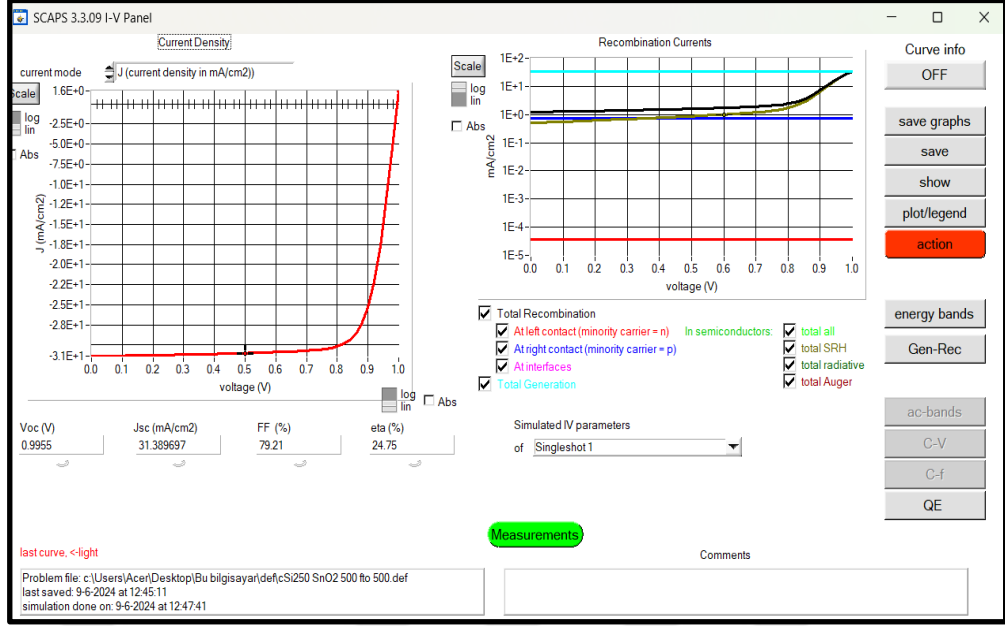 SCAPS 3.3.09 I-V Panel
Current Density
current mode
J (current density in mA/cm2))
Scale
log
lin
Abs
J (mA/cm2)
1.6E+0
-2.5E+0
-5.0E+0
-7.5E+0
-1.0E+1
-1.2E+1
-1.5E+1
-1.8E+1
-2.0E+1
-2.2E+1
-2.5E+1
-2.8E+1
-3.1E+1
0.0 0.1 0.2 0.3 0.4 0.5 0.6 0.7 0.8 0.9 1.0
voltage (V)
log
lin
Abs
Voc (V) Jsc (mA/cm2) FF (%) eta (%)
0.9955 31.389697 79.21 24.75
Recombination Currents
Scale
log
lin
Abs
mA/cm2
1E+2
1E+1
1E+0
1E-1
1E-2
1E-3
1E-4
1E-5
0.0 0.1 0.2 0.3 0.4 0.5 0.6 0.7 0.8 0.9 1.0
voltage (V)
Total Recombination
At left contact (minority carrier = n) In semiconductors: total all
At right contact (minority carrier = p) total SRH
At interfaces total radiative
Total Generation total Auger
Simulated IV parameters
of Singleshot 1
Measurements
Curve info
OFF
save graphs
save
show
plot/legend
action
energy bands
Gen-Rec
ac-bands
C-V
C-f
QE
last curve, <-light
Problem file: c:\Users\Acer\Desktop\Bu bilgisayar\def\cSi250 SnO2 500 fto 500.def
last saved: 9-6-2024 at 12:45:11
simulation done on: 9-6-2024 at 12:47:41
Comments